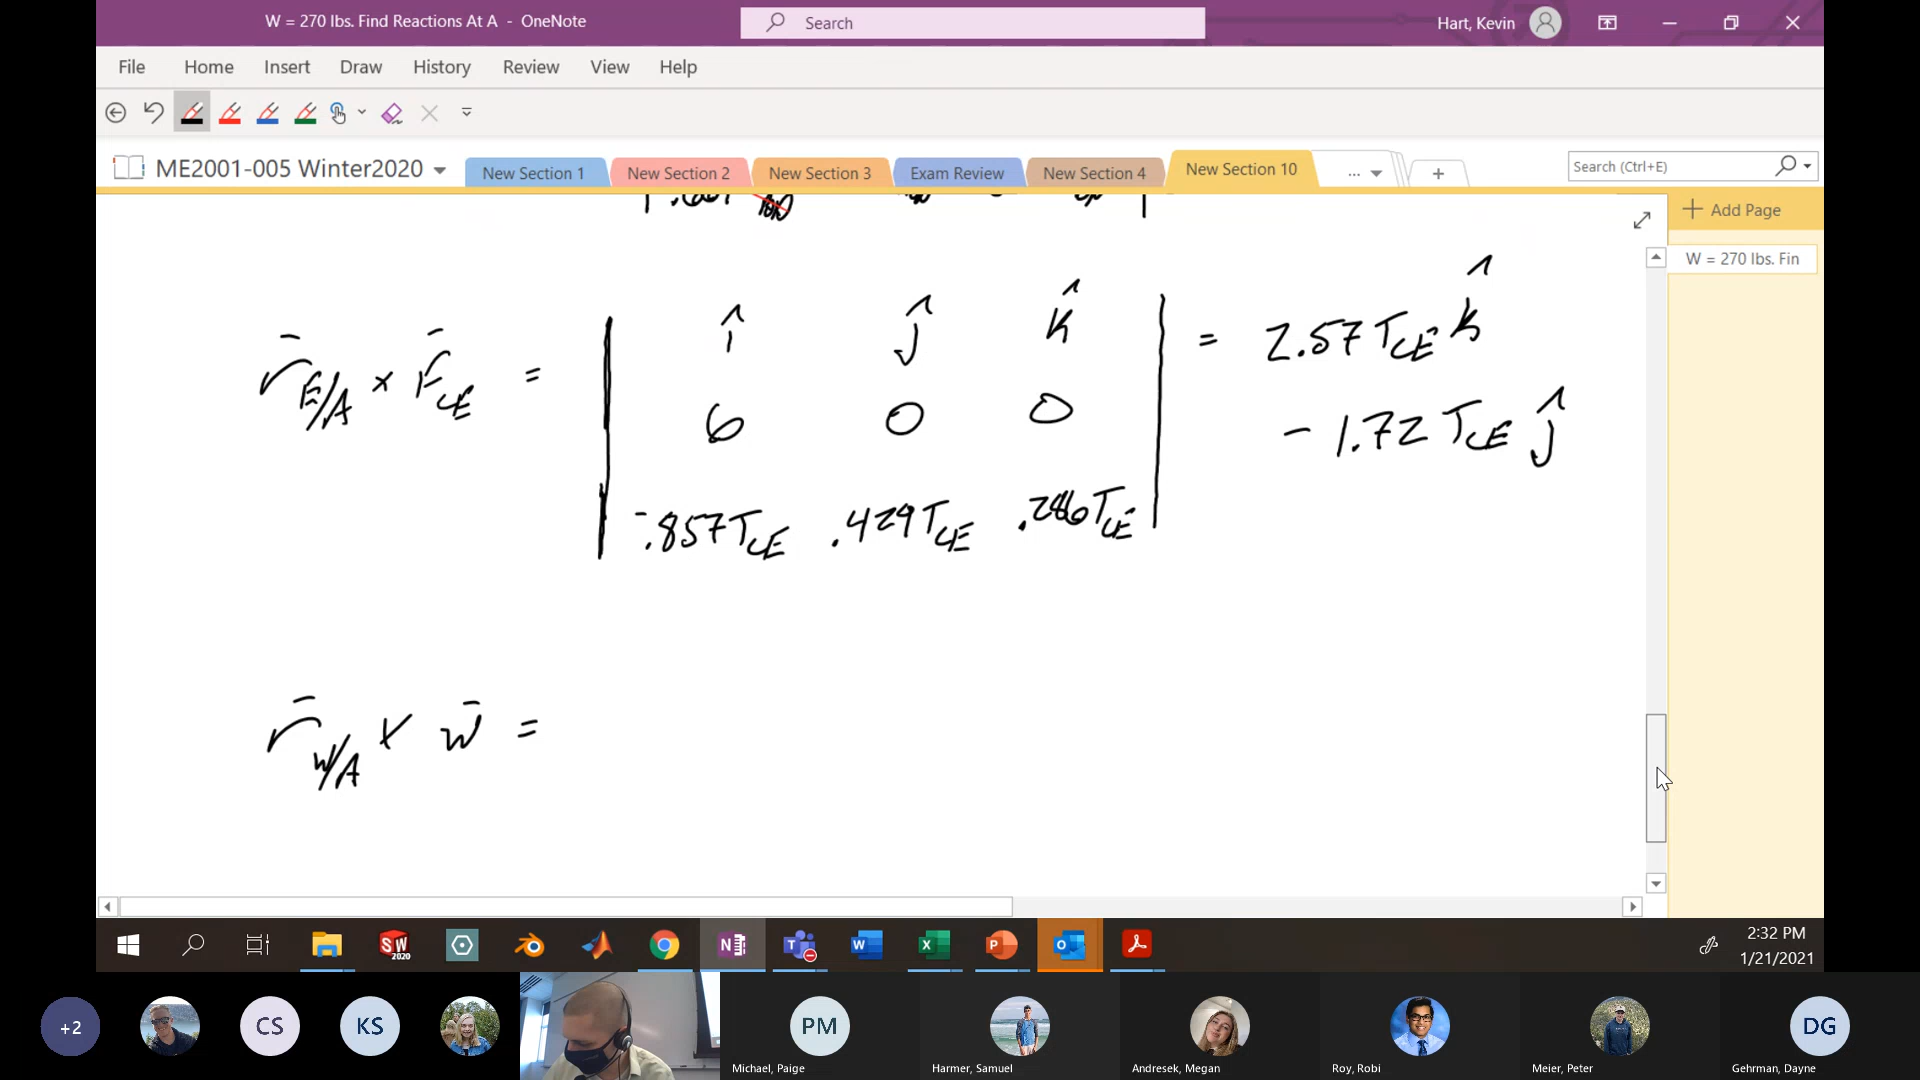 W = 270 lbs. Find Reactions At A - OneNote
Search
Hart, Kevin
File Home Insert Draw History Review View Help
ME2001-005 Winter2020
New Section 1
New Section 2
New Section 3
Exam Review
New Section 4
New Section 10
...
+
Search (Ctrl+E)
Add Page
W = 270 lbs. Fin
r̄E/A × F̄CE = | î ĵ k̂ | = 2.57 TCE k̂
6 0 0 - 1.72 TCE ĵ
-.857TCE .429TCE .286TCE
r̄W/A × W̄ =
SW 2020
2:32 PM
1/21/2021
+2
CS
KS
PM
DG
Michael, Paige
Harmer, Samuel
Andresek, Megan
Roy, Robi
Meier, Peter
Gehrman, Dayne